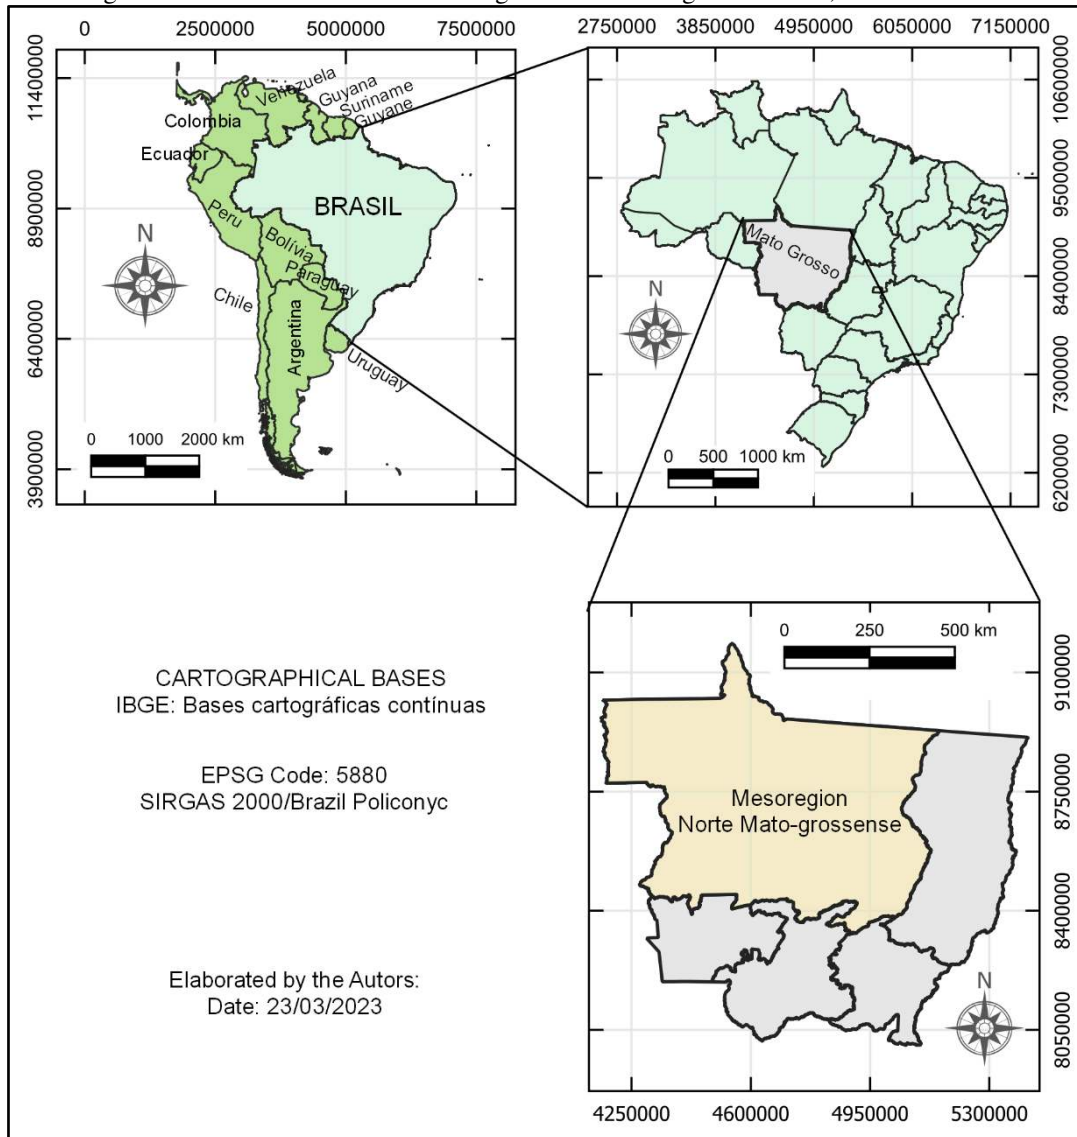 0 2500000 5000000 7500000
2750000 3850000 4950000 6050000 7150000
11400000
8900000
6400000
3900000
Venezuela
Guyana
Suriname
Guyane
Colombia
Ecuador
BRASIL
Peru
Bolívia
Paraguay
Chile
Argentina
Uruguay
N
0 1000 2000 km
Mato Grosso
N
0 500 1000 km
10600000
9500000
8400000
7300000
6200000
CARTOGRAPHICAL BASES
IBGE: Bases cartográficas contínuas
EPSG Code: 5880
SIRGAS 2000/Brazil Policonyc
Elaborated by the Autors:
Date: 23/03/2023
0 250 500 km
Mesoregion
Norte Mato-grossense
N
9100000
8750000
8400000
8050000
4250000 4600000 4950000 5300000